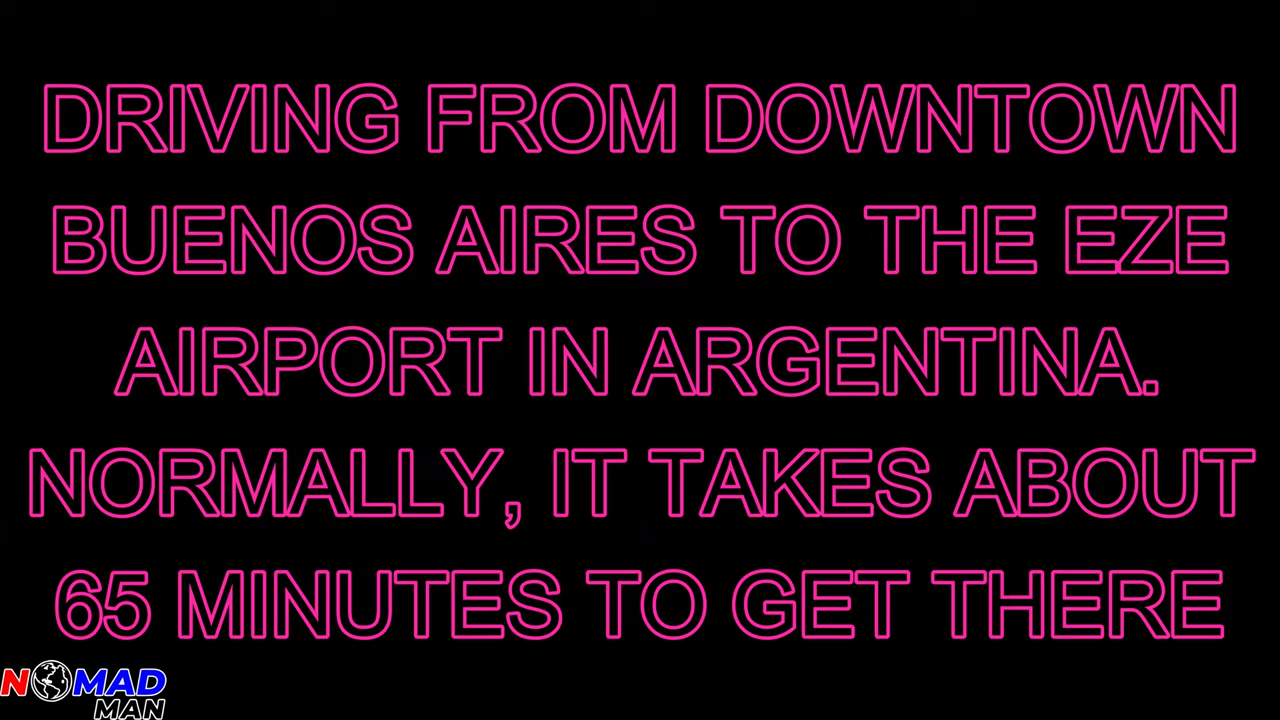 DRIVING FROM DOWNTOWN
BUENOS AIRES TO THE EZE
AIRPORT IN ARGENTINA.
NORMALLY, IT TAKES ABOUT
65 MINUTES TO GET THERE
NOMAD
MAN